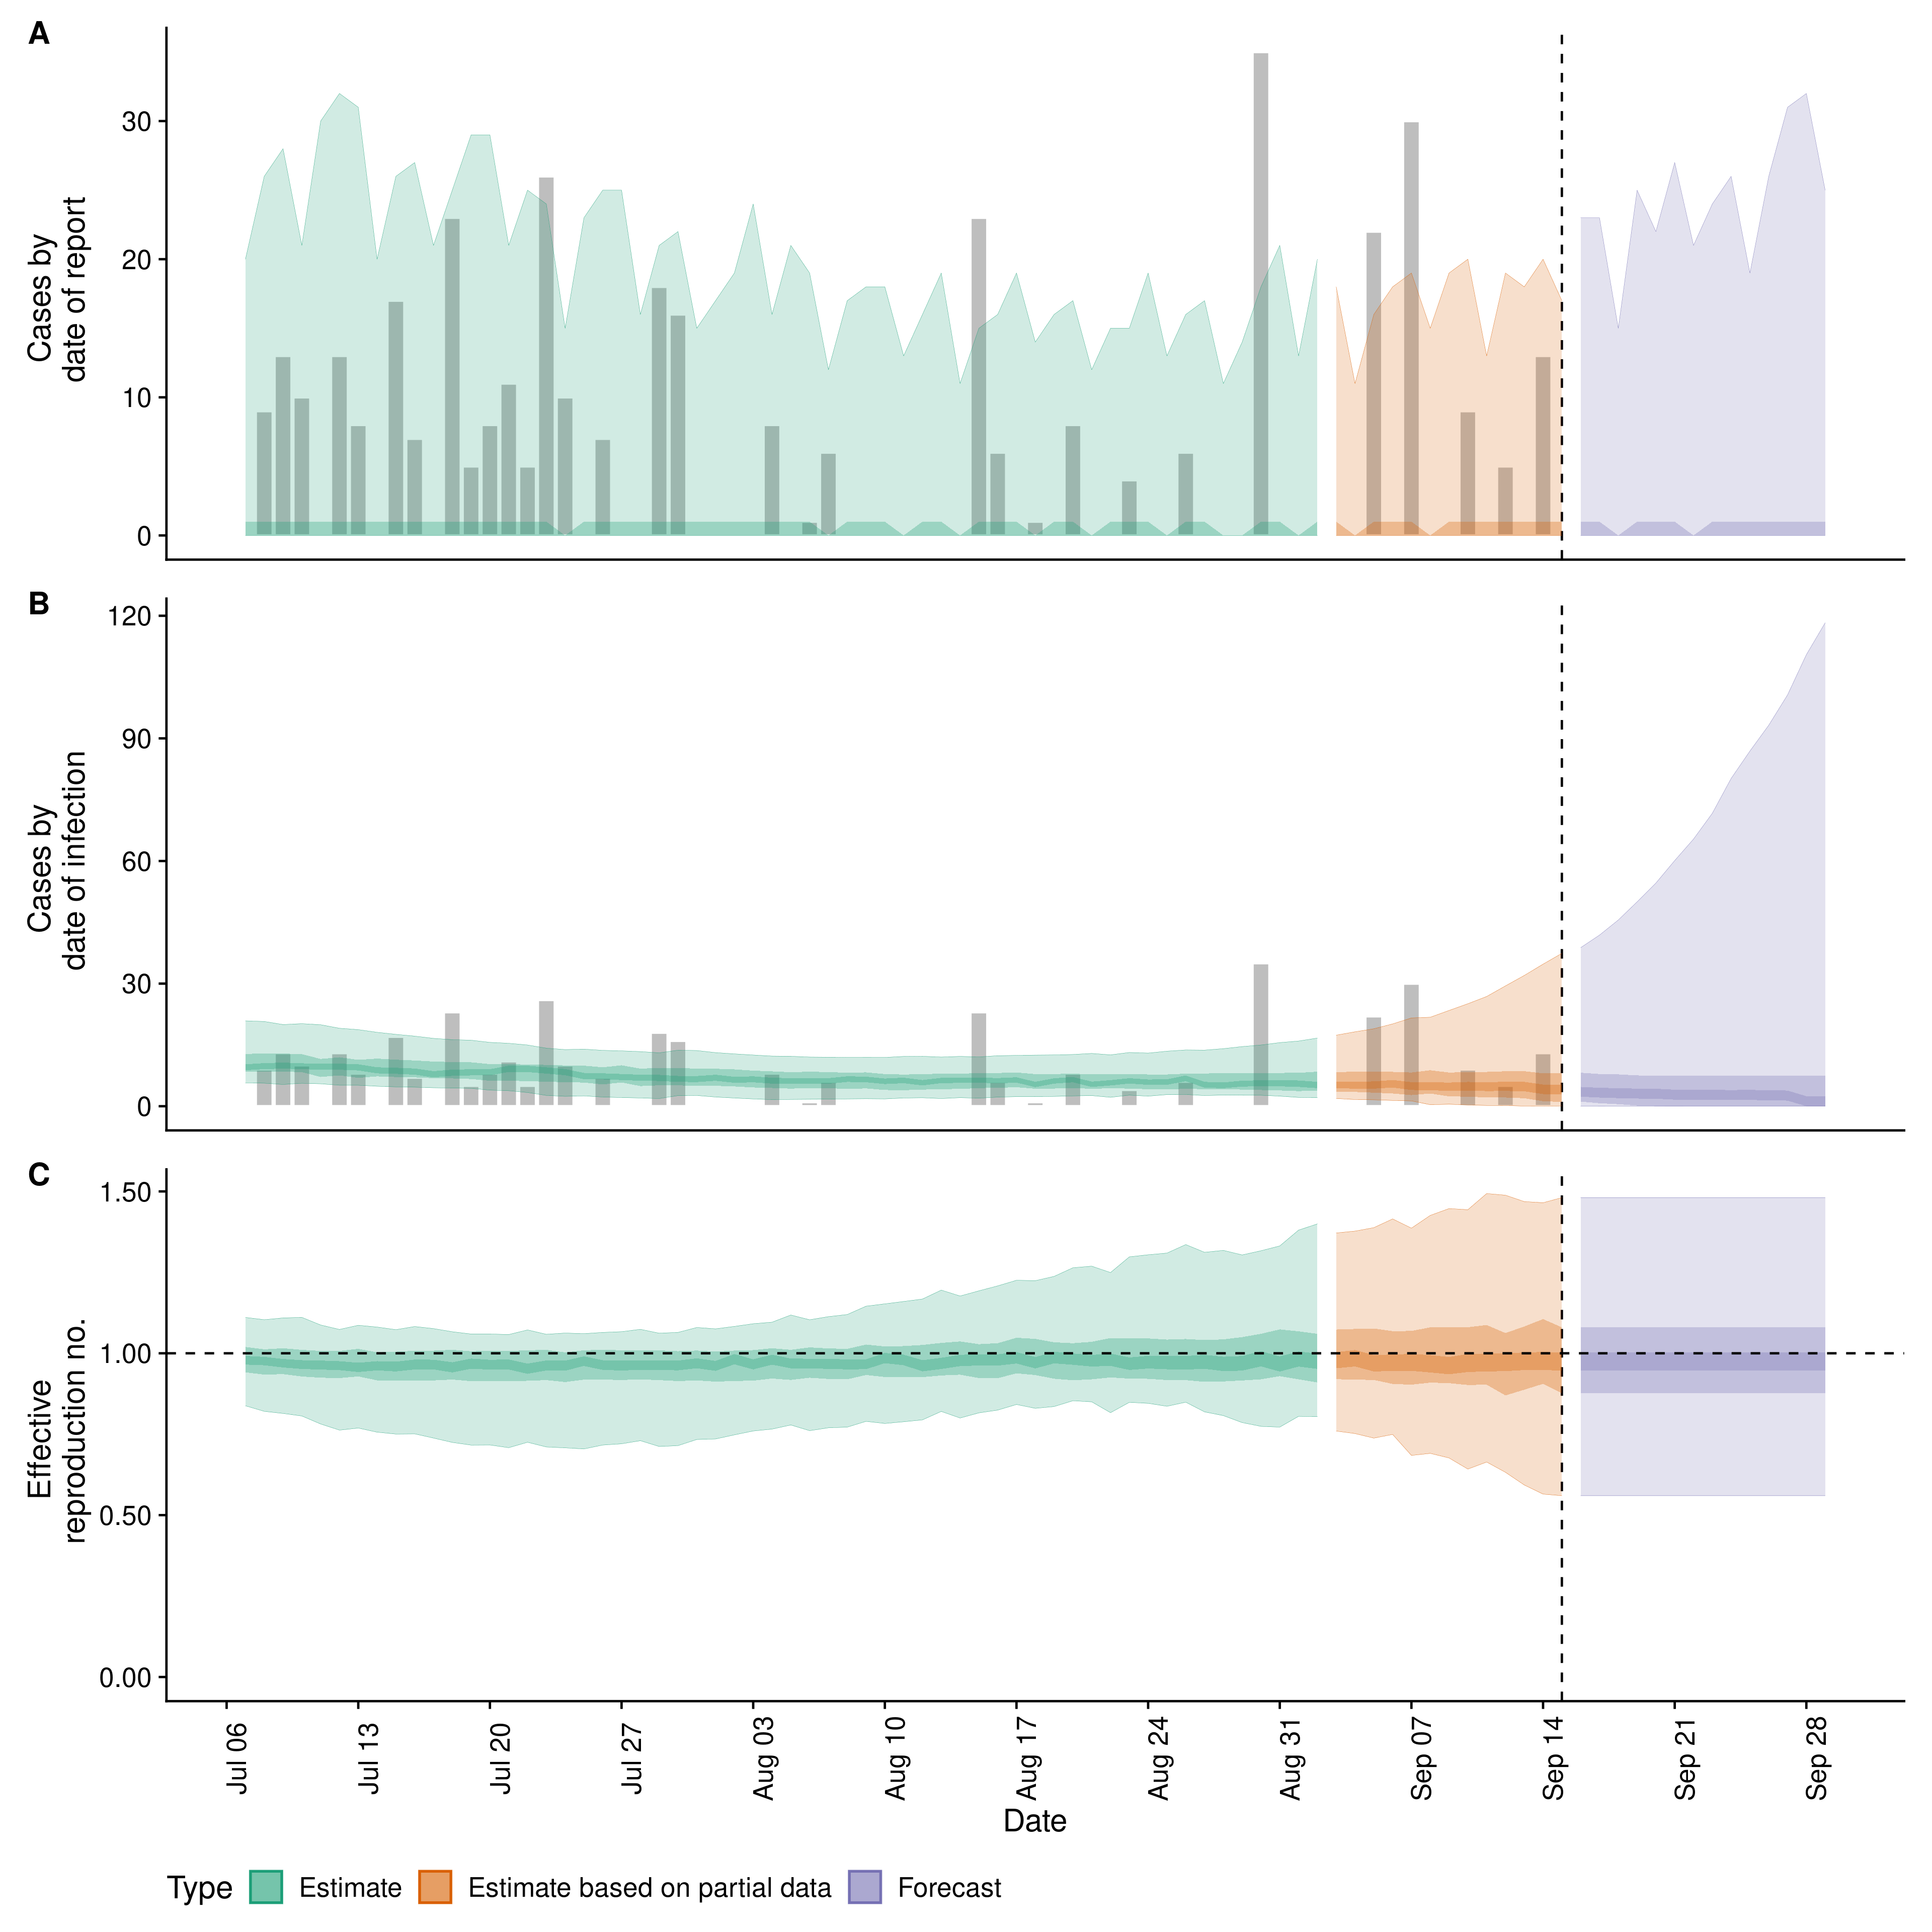 A
Cases by
date of report
30
20
10
0
B
Cases by
date of infection
120
90
60
30
0
C
Effective
reproduction no.
1.50
1.00
0.50
0.00
Jul 06
Jul 13
Jul 20
Jul 27
Aug 03
Aug 10
Aug 17
Aug 24
Aug 31
Sep 07
Sep 14
Sep 21
Sep 28
Date
Type Estimate Estimate based on partial data Forecast